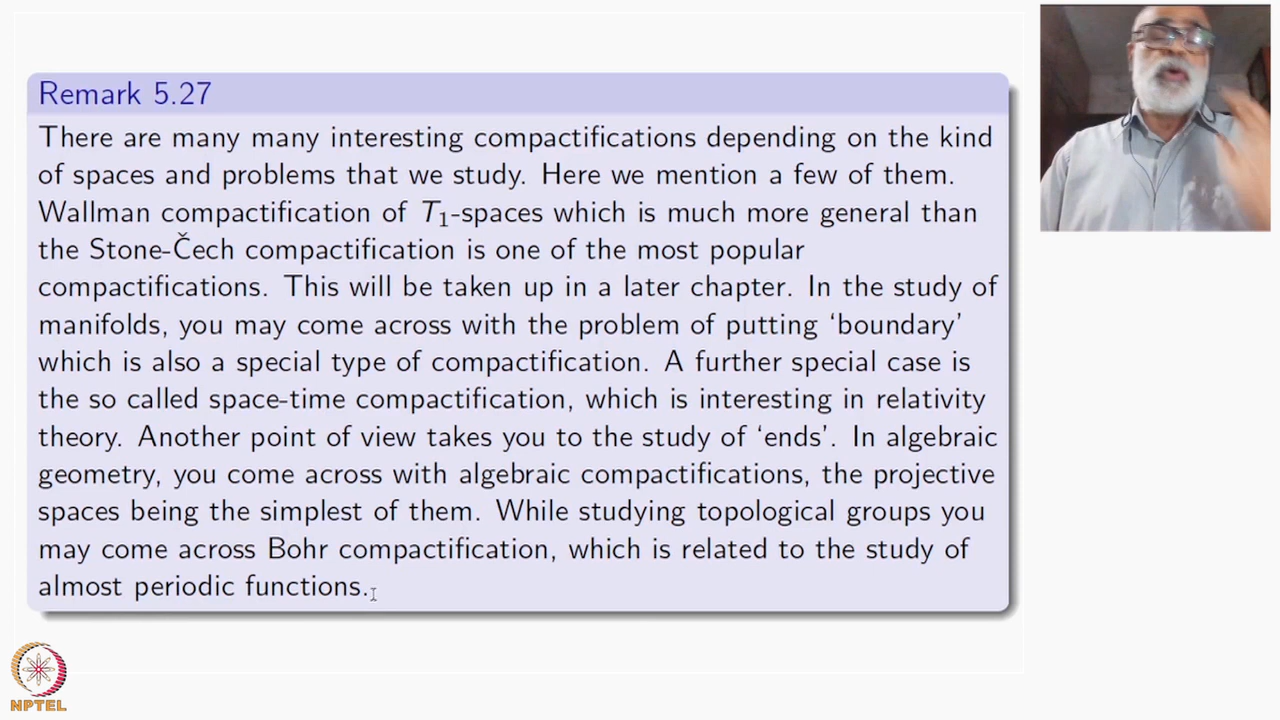 Remark 5.27
There are many many interesting compactifications depending on the kind
of spaces and problems that we study. Here we mention a few of them.
Wallman compactification of T₁-spaces which is much more general than
the Stone-Čech compactification is one of the most popular
compactifications. This will be taken up in a later chapter. In the study of
manifolds, you may come across with the problem of putting ‘boundary’
which is also a special type of compactification. A further special case is
the so called space-time compactification, which is interesting in relativity
theory. Another point of view takes you to the study of ‘ends’. In algebraic
geometry, you come across with algebraic compactifications, the projective
spaces being the simplest of them. While studying topological groups you
may come across Bohr compactification, which is related to the study of
almost periodic functions.
NPTEL